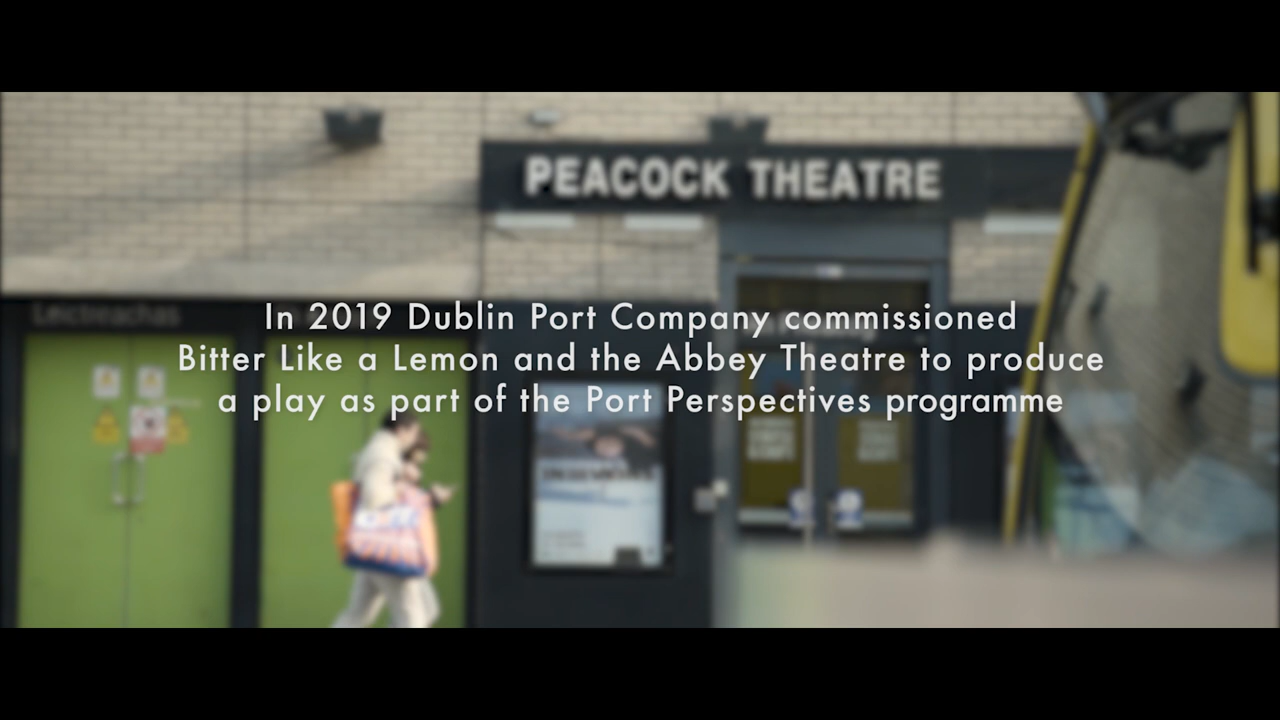 PEACOCK THEATRE
Leictreachas
In 2019 Dublin Port Company commissioned
Bitter Like a Lemon and the Abbey Theatre to produce
a play as part of the Port Perspectives programme